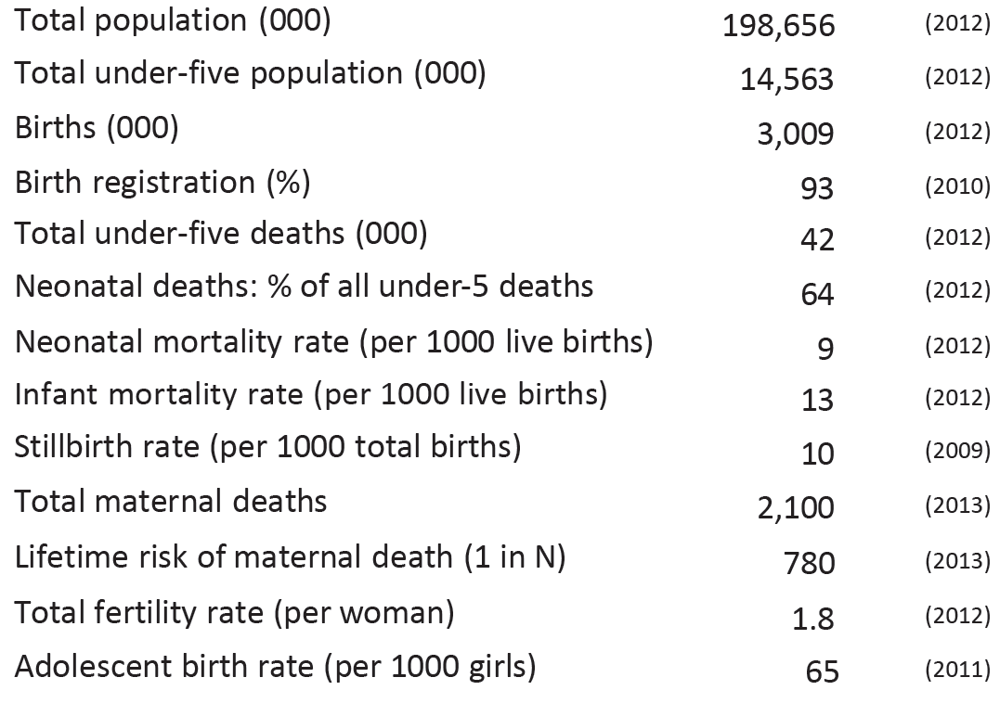 Total population (000) 198,656 (2012)
Total under-five population (000) 14,563 (2012)
Births (000) 3,009 (2012)
Birth registration (%) 93 (2010)
Total under-five deaths (000) 42 (2012)
Neonatal deaths: % of all under-5 deaths 64 (2012)
Neonatal mortality rate (per 1000 live births) 9 (2012)
Infant mortality rate (per 1000 live births) 13 (2012)
Stillbirth rate (per 1000 total births) 10 (2009)
Total maternal deaths 2,100 (2013)
Lifetime risk of maternal death (1 in N) 780 (2013)
Total fertility rate (per woman) 1.8 (2012)
Adolescent birth rate (per 1000 girls) 65 (2011)